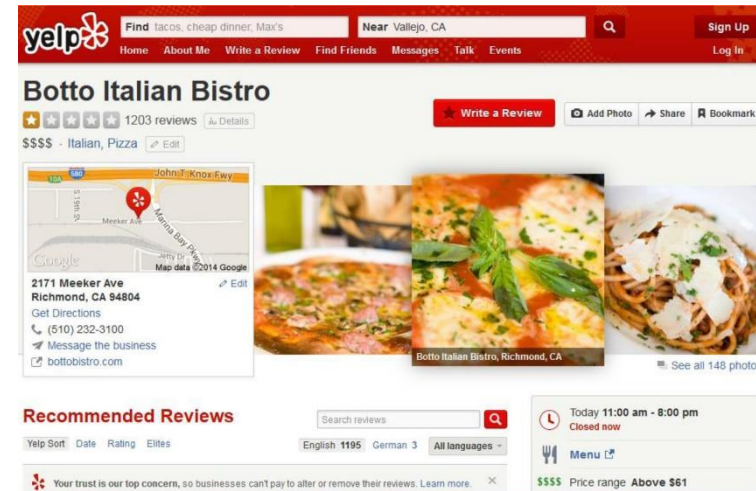 yelp
Find tacos, cheap dinner, Max's
Near Vallejo, CA
Sign Up
Home About Me Write a Review Find Friends Messages Talk Events
Log In
Botto Italian Bistro
1203 reviews Details
Write a Review
Add Photo
Share
Bookmark
$$$$ · Italian, Pizza Edit
580
John T Knox Fwy
S 19th St
Meeker Ave
Marina Bay Pkwy
Jetty Dr
Google
Map data ©2014 Google
2171 Meeker Ave Edit
Richmond, CA 94804
Get Directions
(510) 232-3100
Message the business
bottobistro.com
Botto Italian Bistro, Richmond, CA
See all 148 photo
Recommended Reviews
Search reviews
Yelp Sort Date Rating Elites
English 1195 German 3 All languages
Your trust is our top concern, so businesses can't pay to alter or remove their reviews. Learn more. ×
Today 11:00 am - 8:00 pm
Closed now
Menu
$$$$ Price range Above $61